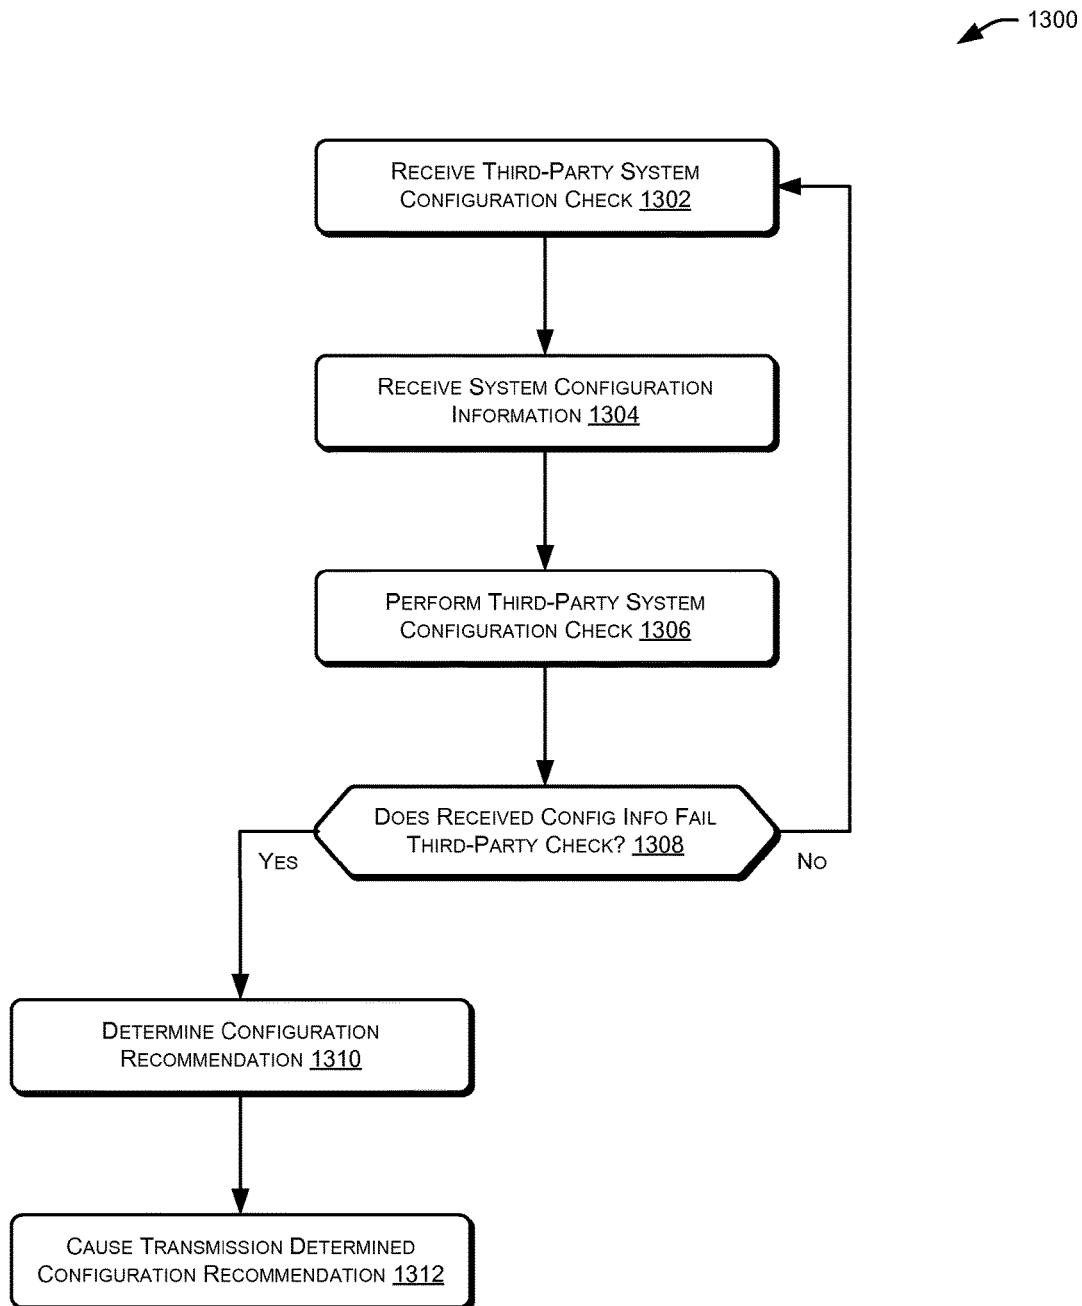 1300
RECEIVE THIRD-PARTY SYSTEM
CONFIGURATION CHECK 1302
RECEIVE SYSTEM CONFIGURATION
INFORMATION 1304
PERFORM THIRD-PARTY SYSTEM
CONFIGURATION CHECK 1306
DOES RECEIVED CONFIG INFO FAIL
THIRD-PARTY CHECK? 1308
YES
NO
DETERMINE CONFIGURATION
RECOMMENDATION 1310
CAUSE TRANSMISSION DETERMINED
CONFIGURATION RECOMMENDATION 1312